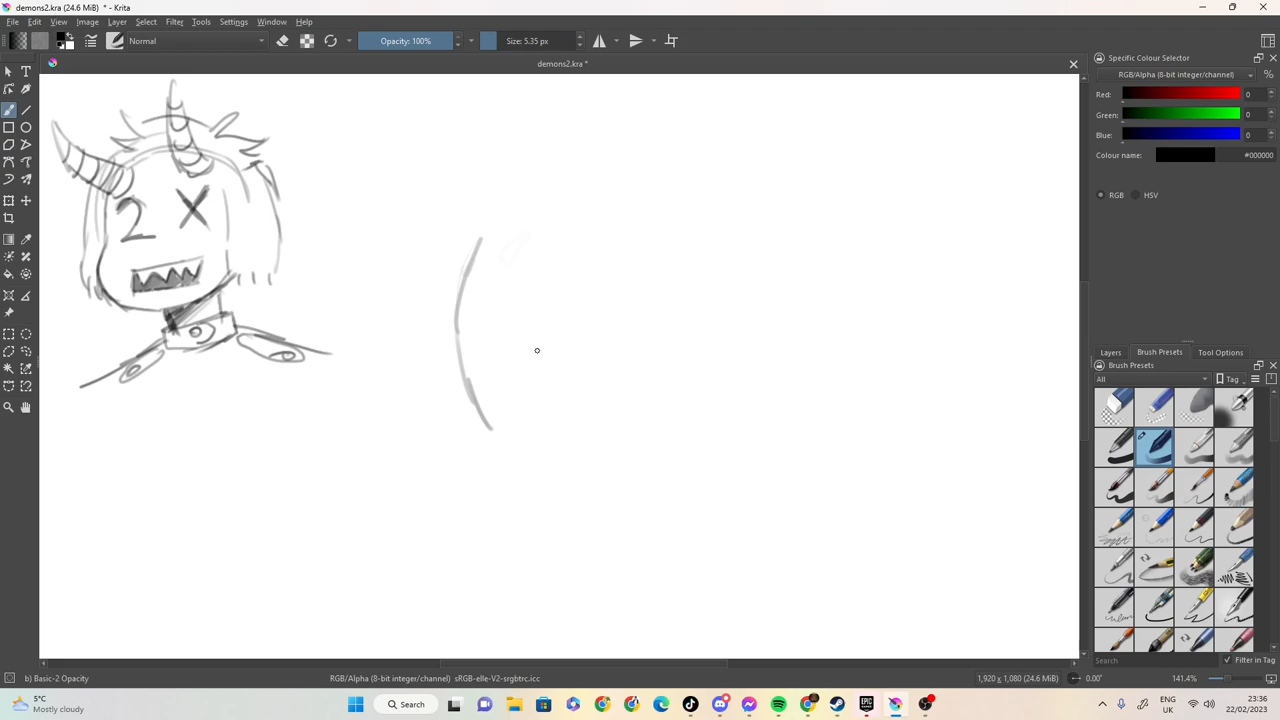 demons2.kra (24.6 MiB) * - Krita
File Edit View Image Layer Select Filter Tools Settings Window Help
Normal Opacity: 100% Size: 5.35 px
demons2.kra *
Specific Colour Selector
RGB/Alpha (8-bit integer/channel) %
Red: 0
Green: 0
Blue: 0
Colour name: #000000
RGB HSV
2 X
Layers Brush Presets Tool Options
Brush Presets
All Tag
Search Filter in Tag
b) Basic-2 Opacity RGB/Alpha (8-bit integer/channel) sRGB-elle-V2-srgbtrc.icc 1,920 x 1,080 (24.6 MiB) 0.00° 141.4%
5°C
Mostly cloudy
Search
EPIC
ENG
UK
23:36
22/02/2023